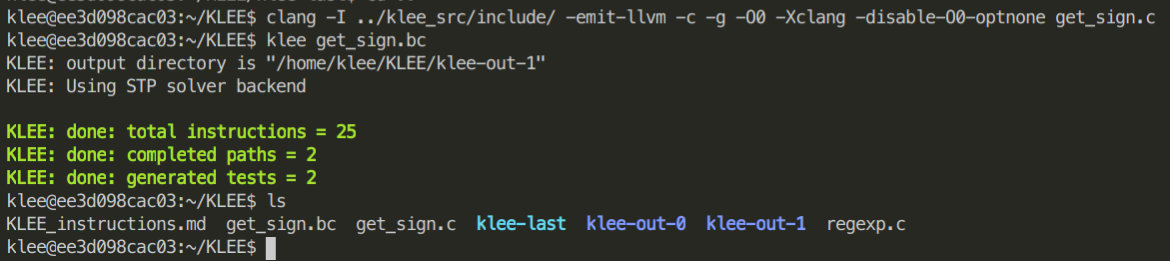 klee@ee3d098cac03:~/KLEE$ clang -I ../klee_src/include/ -emit-llvm -c -g -O0 -Xclang -disable-O0-optnone get_sign.c
klee@ee3d098cac03:~/KLEE$ klee get_sign.bc
KLEE: output directory is "/home/klee/KLEE/klee-out-1"
KLEE: Using STP solver backend
KLEE: done: total instructions = 25
KLEE: done: completed paths = 2
KLEE: done: generated tests = 2
klee@ee3d098cac03:~/KLEE$ ls
KLEE_instructions.md get_sign.bc get_sign.c klee-last klee-out-0 klee-out-1 regexp.c
klee@ee3d098cac03:~/KLEE$